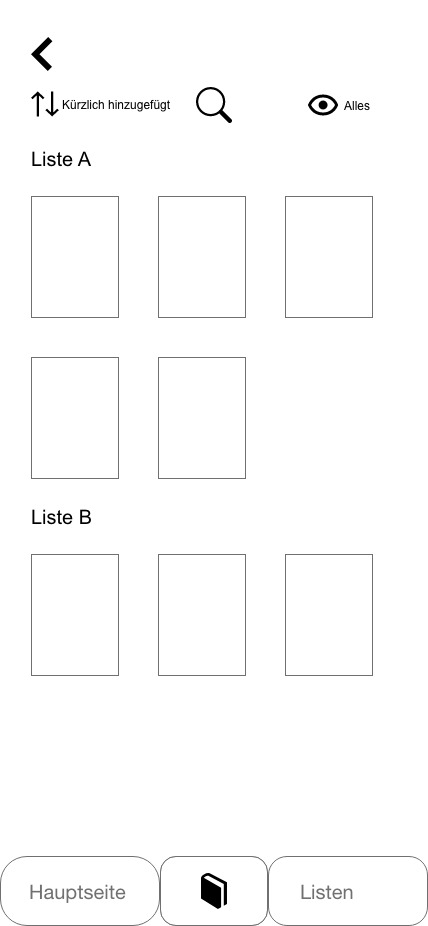 Kürzlich hinzugefügt
Alles
Liste A
Liste B
Hauptseite
Listen